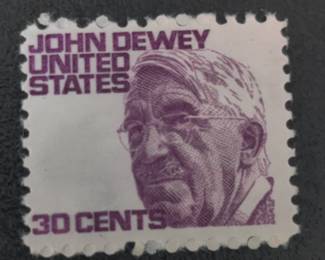 JOHN DEWEY
UNITED
STATES
30 CENTS